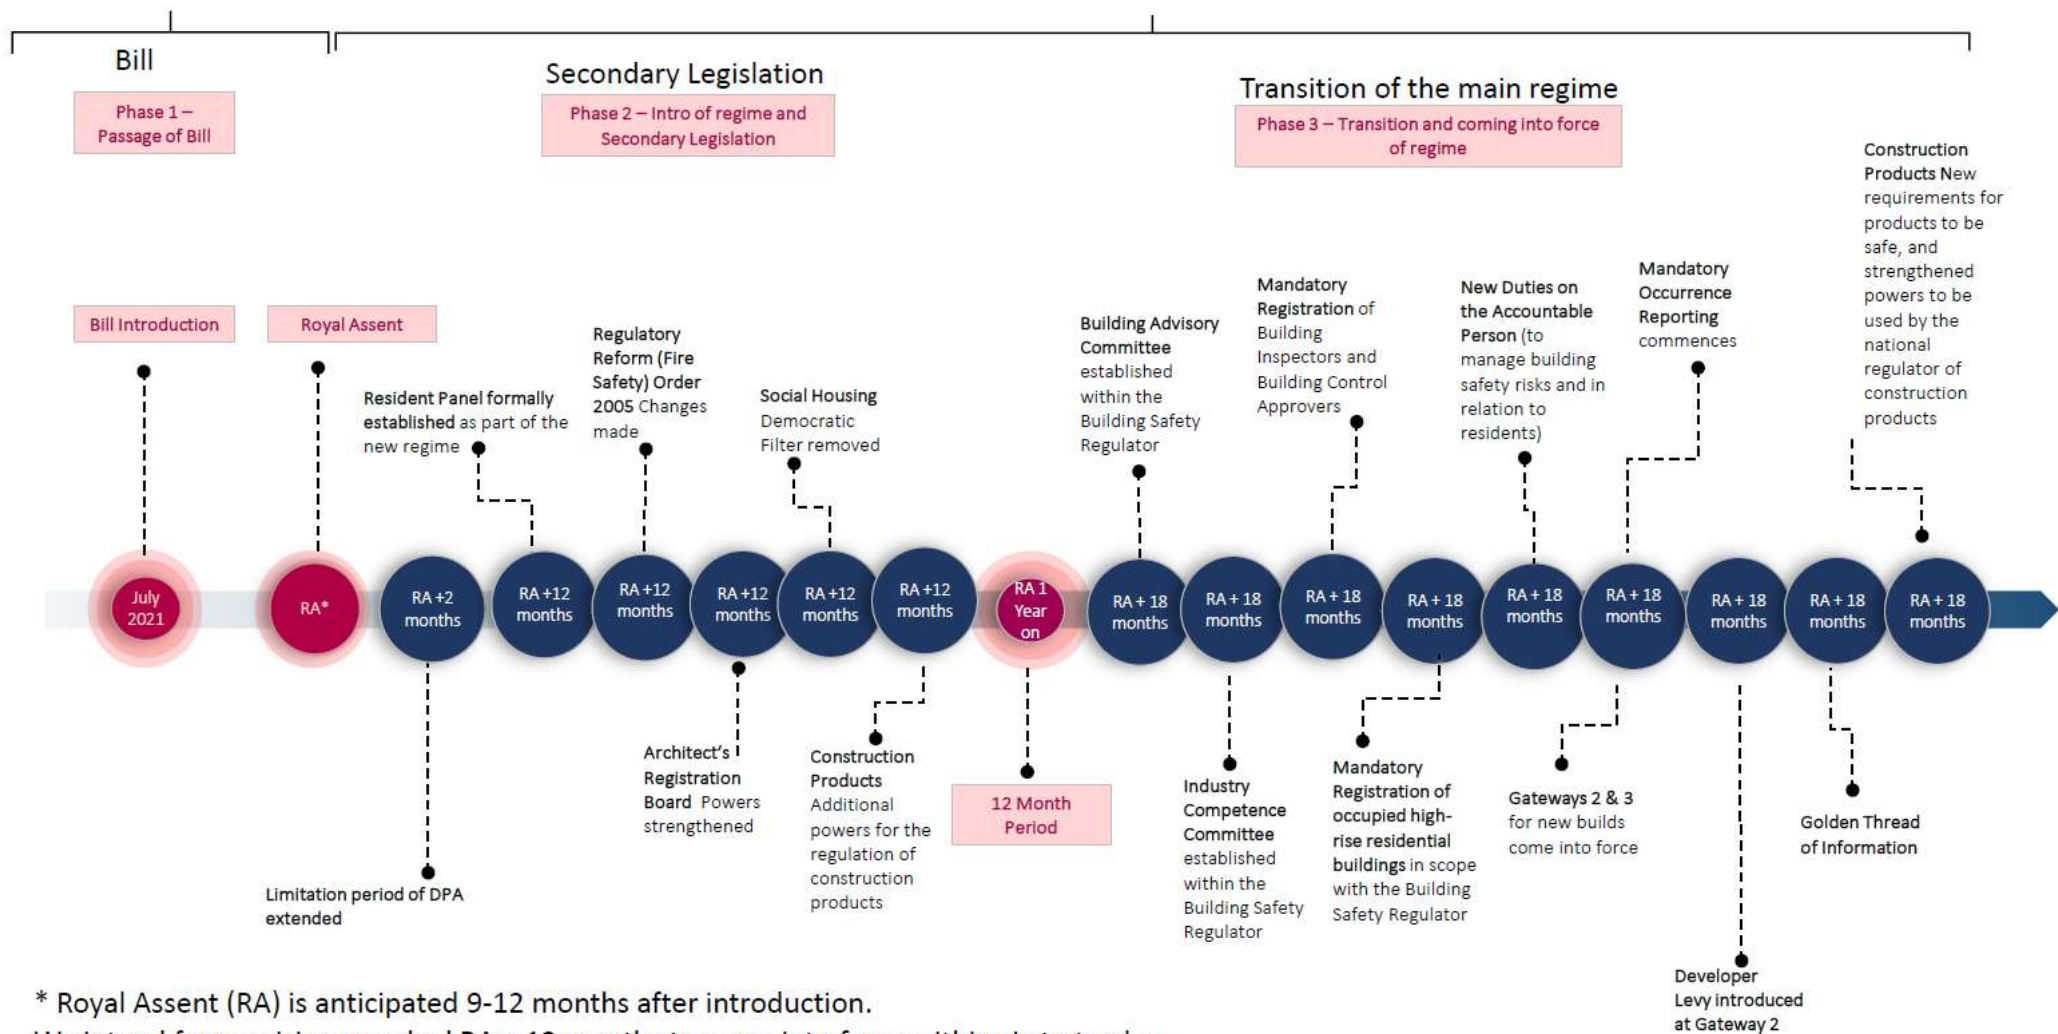 Bill
Phase 1 –
Passage of Bill
Secondary Legislation
Phase 2 – Intro of regime and
Secondary Legislation
Transition of the main regime
Phase 3 – Transition and coming into force
of regime
Bill Introduction
Royal Assent
Resident Panel formally
established as part of the
new regime
Regulatory
Reform (Fire
Safety) Order
2005 Changes
made
Social Housing
Democratic
Filter removed
Building Advisory
Committee
established
within the
Building Safety
Regulator
Mandatory
Registration of
Building
Inspectors and
Building Control
Approvers
New Duties on
the Accountable
Person (to
manage building
safety risks and in
relation to
residents)
Mandatory
Occurrence
Reporting
commences
Construction
Products New
requirements for
products to be
safe, and
strengthened
powers to be
used by the
national
regulator of
construction
products
July
2021
RA*
RA +2
months
RA +12
months
RA +12
months
RA +12
months
RA +12
months
RA +12
months
RA 1
Year
on
RA + 18
months
RA + 18
months
RA + 18
months
RA + 18
months
RA + 18
months
RA + 18
months
RA + 18
months
RA + 18
months
RA + 18
months
Limitation period of DPA
extended
Architect's
Registration
Board Powers
strengthened
Construction
Products
Additional
powers for the
regulation of
construction
products
12 Month
Period
Industry
Competence
Committee
established
within the
Building Safety
Regulator
Mandatory
Registration of
occupied high-
rise residential
buildings in scope
with the Building
Safety Regulator
Gateways 2 & 3
for new builds
come into force
Developer
Levy introduced
at Gateway 2
Golden Thread
of Information
* Royal Assent (RA) is anticipated 9-12 months after introduction.